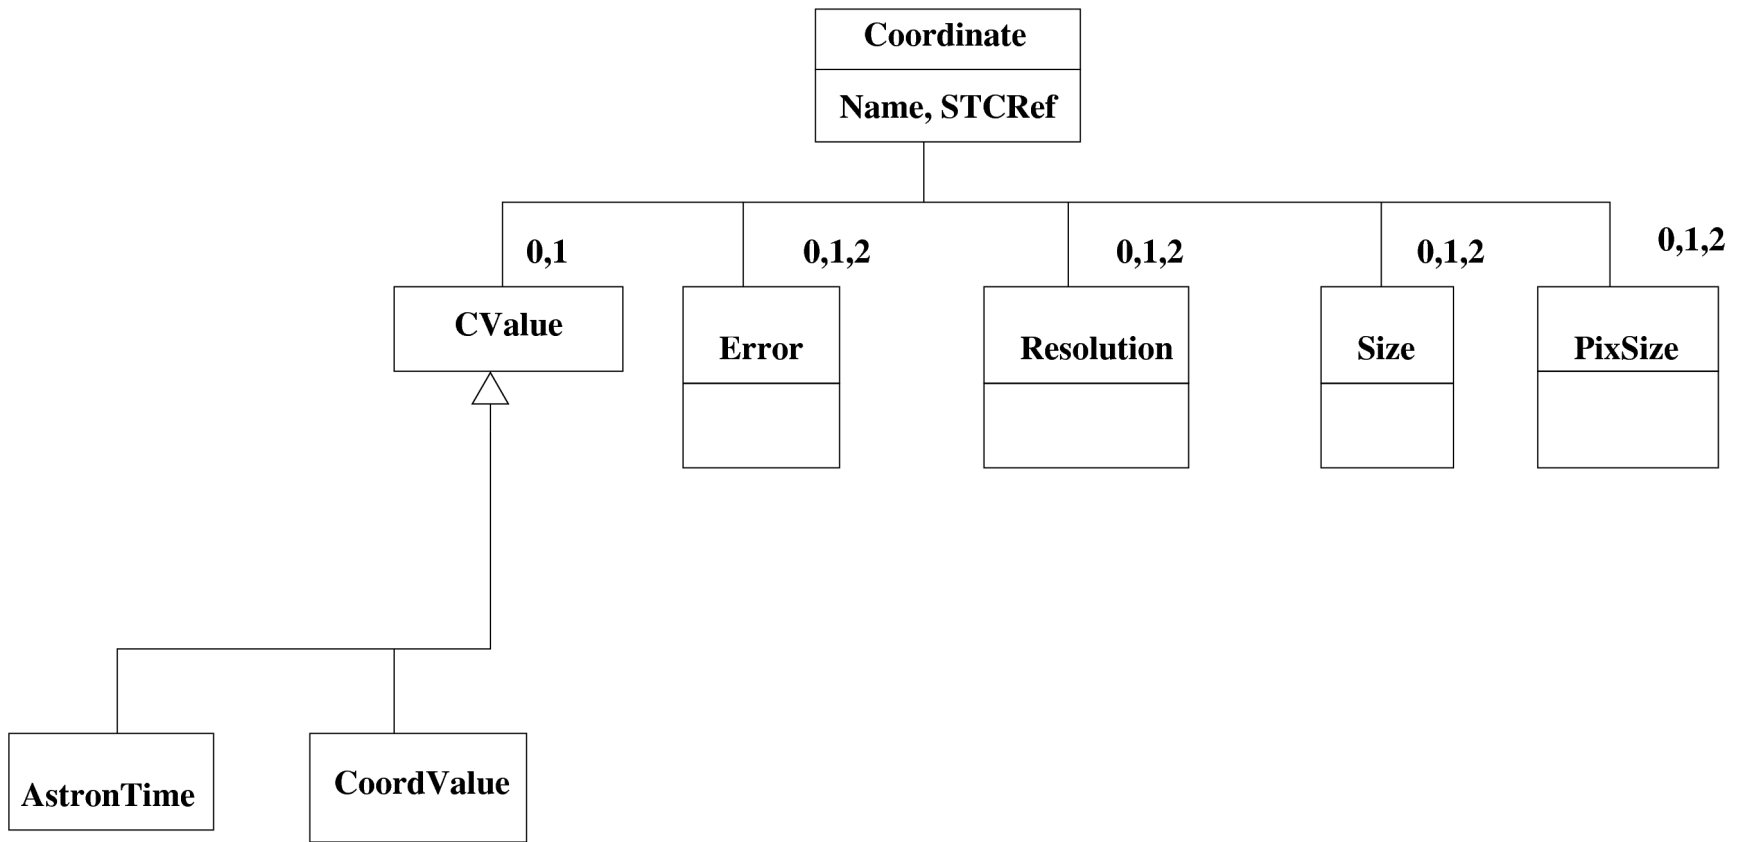 Coordinate
Name, STCRef
0,1
0,1,2
0,1,2
0,1,2
0,1,2
CValue
Error
Resolution
Size
PixSize
AstronTime
CoordValue